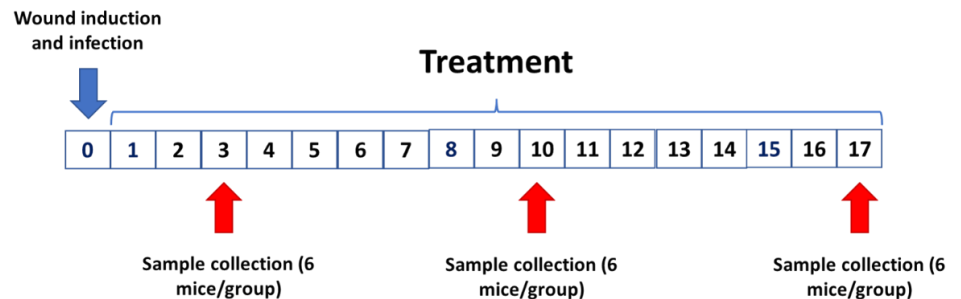 Wound induction
and infection
Treatment
0 1 2 3 4 5 6 7 8 9 10 11 12 13 14 15 16 17
Sample collection (6
mice/group)
Sample collection (6
mice/group)
Sample collection (6
mice/group)